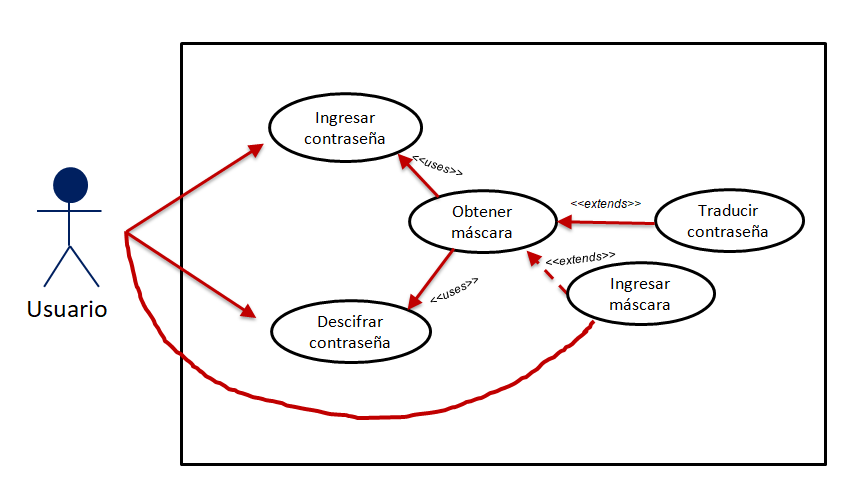 Ingresar
contraseña
<<uses>>
Obtener
máscara
<<extends>>
Traducir
contraseña
<<extends>>
Ingresar
máscara
<<uses>>
Usuario
Descifrar
contraseña